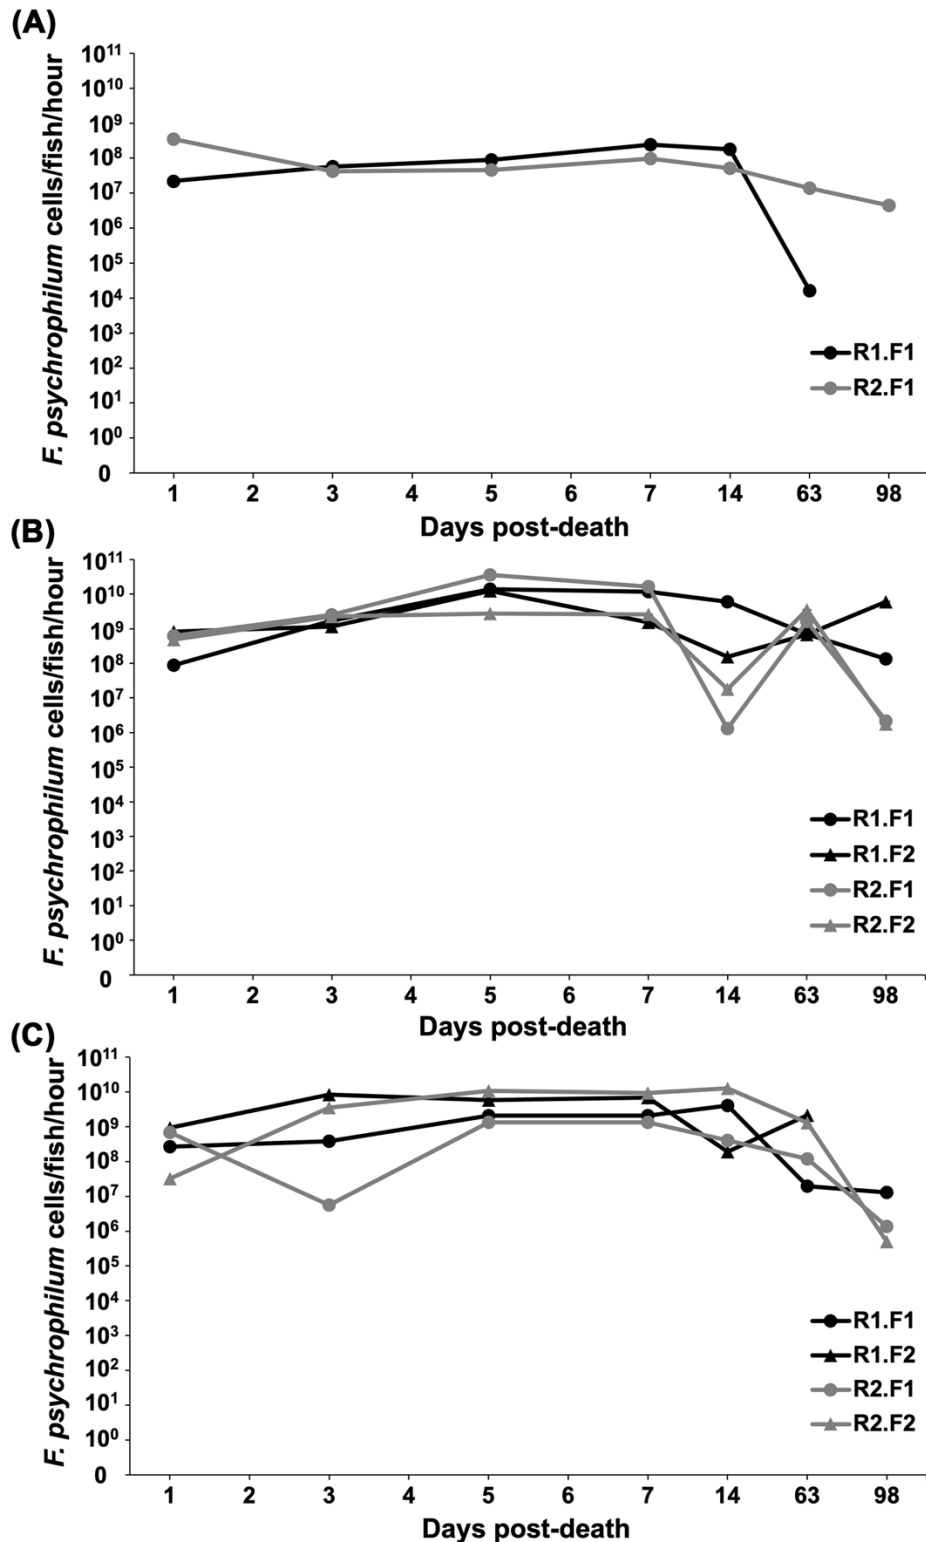 (A)
F. psychrophilum cells/fish/hour
10¹¹
10¹⁰
10⁹
10⁸
10⁷
10⁶
10⁵
10⁴
10³
10²
10¹
10⁰
0
R1.F1
R2.F1
1 2 3 4 5 6 7 14 63 98
Days post-death
(B)
F. psychrophilum cells/fish/hour
10¹¹
10¹⁰
10⁹
10⁸
10⁷
10⁶
10⁵
10⁴
10³
10²
10¹
10⁰
0
R1.F1
R1.F2
R2.F1
R2.F2
1 2 3 4 5 6 7 14 63 98
Days post-death
(C)
F. psychrophilum cells/fish/hour
10¹¹
10¹⁰
10⁹
10⁸
10⁷
10⁶
10⁵
10⁴
10³
10²
10¹
10⁰
0
R1.F1
R1.F2
R2.F1
R2.F2
1 2 3 4 5 6 7 14 63 98
Days post-death